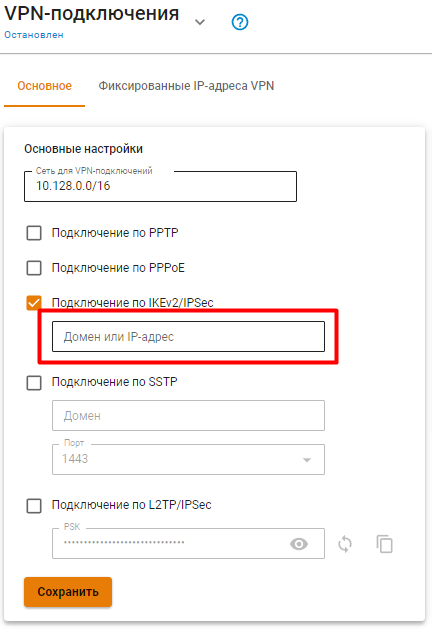 VPN-подключения
Остановлен
Основное Фиксированные IP-адреса VPN
Основные настройки
Сеть для VPN-подключений
10.128.0.0/16
Подключение по PPTP
Подключение по PPPoE
Подключение по IKEv2/IPSec
Домен или IP-адрес
Подключение по SSTP
Домен
Порт
1443
Подключение по L2TP/IPSec
PSK
••••••••••••••••••••••••••••••
Сохранить